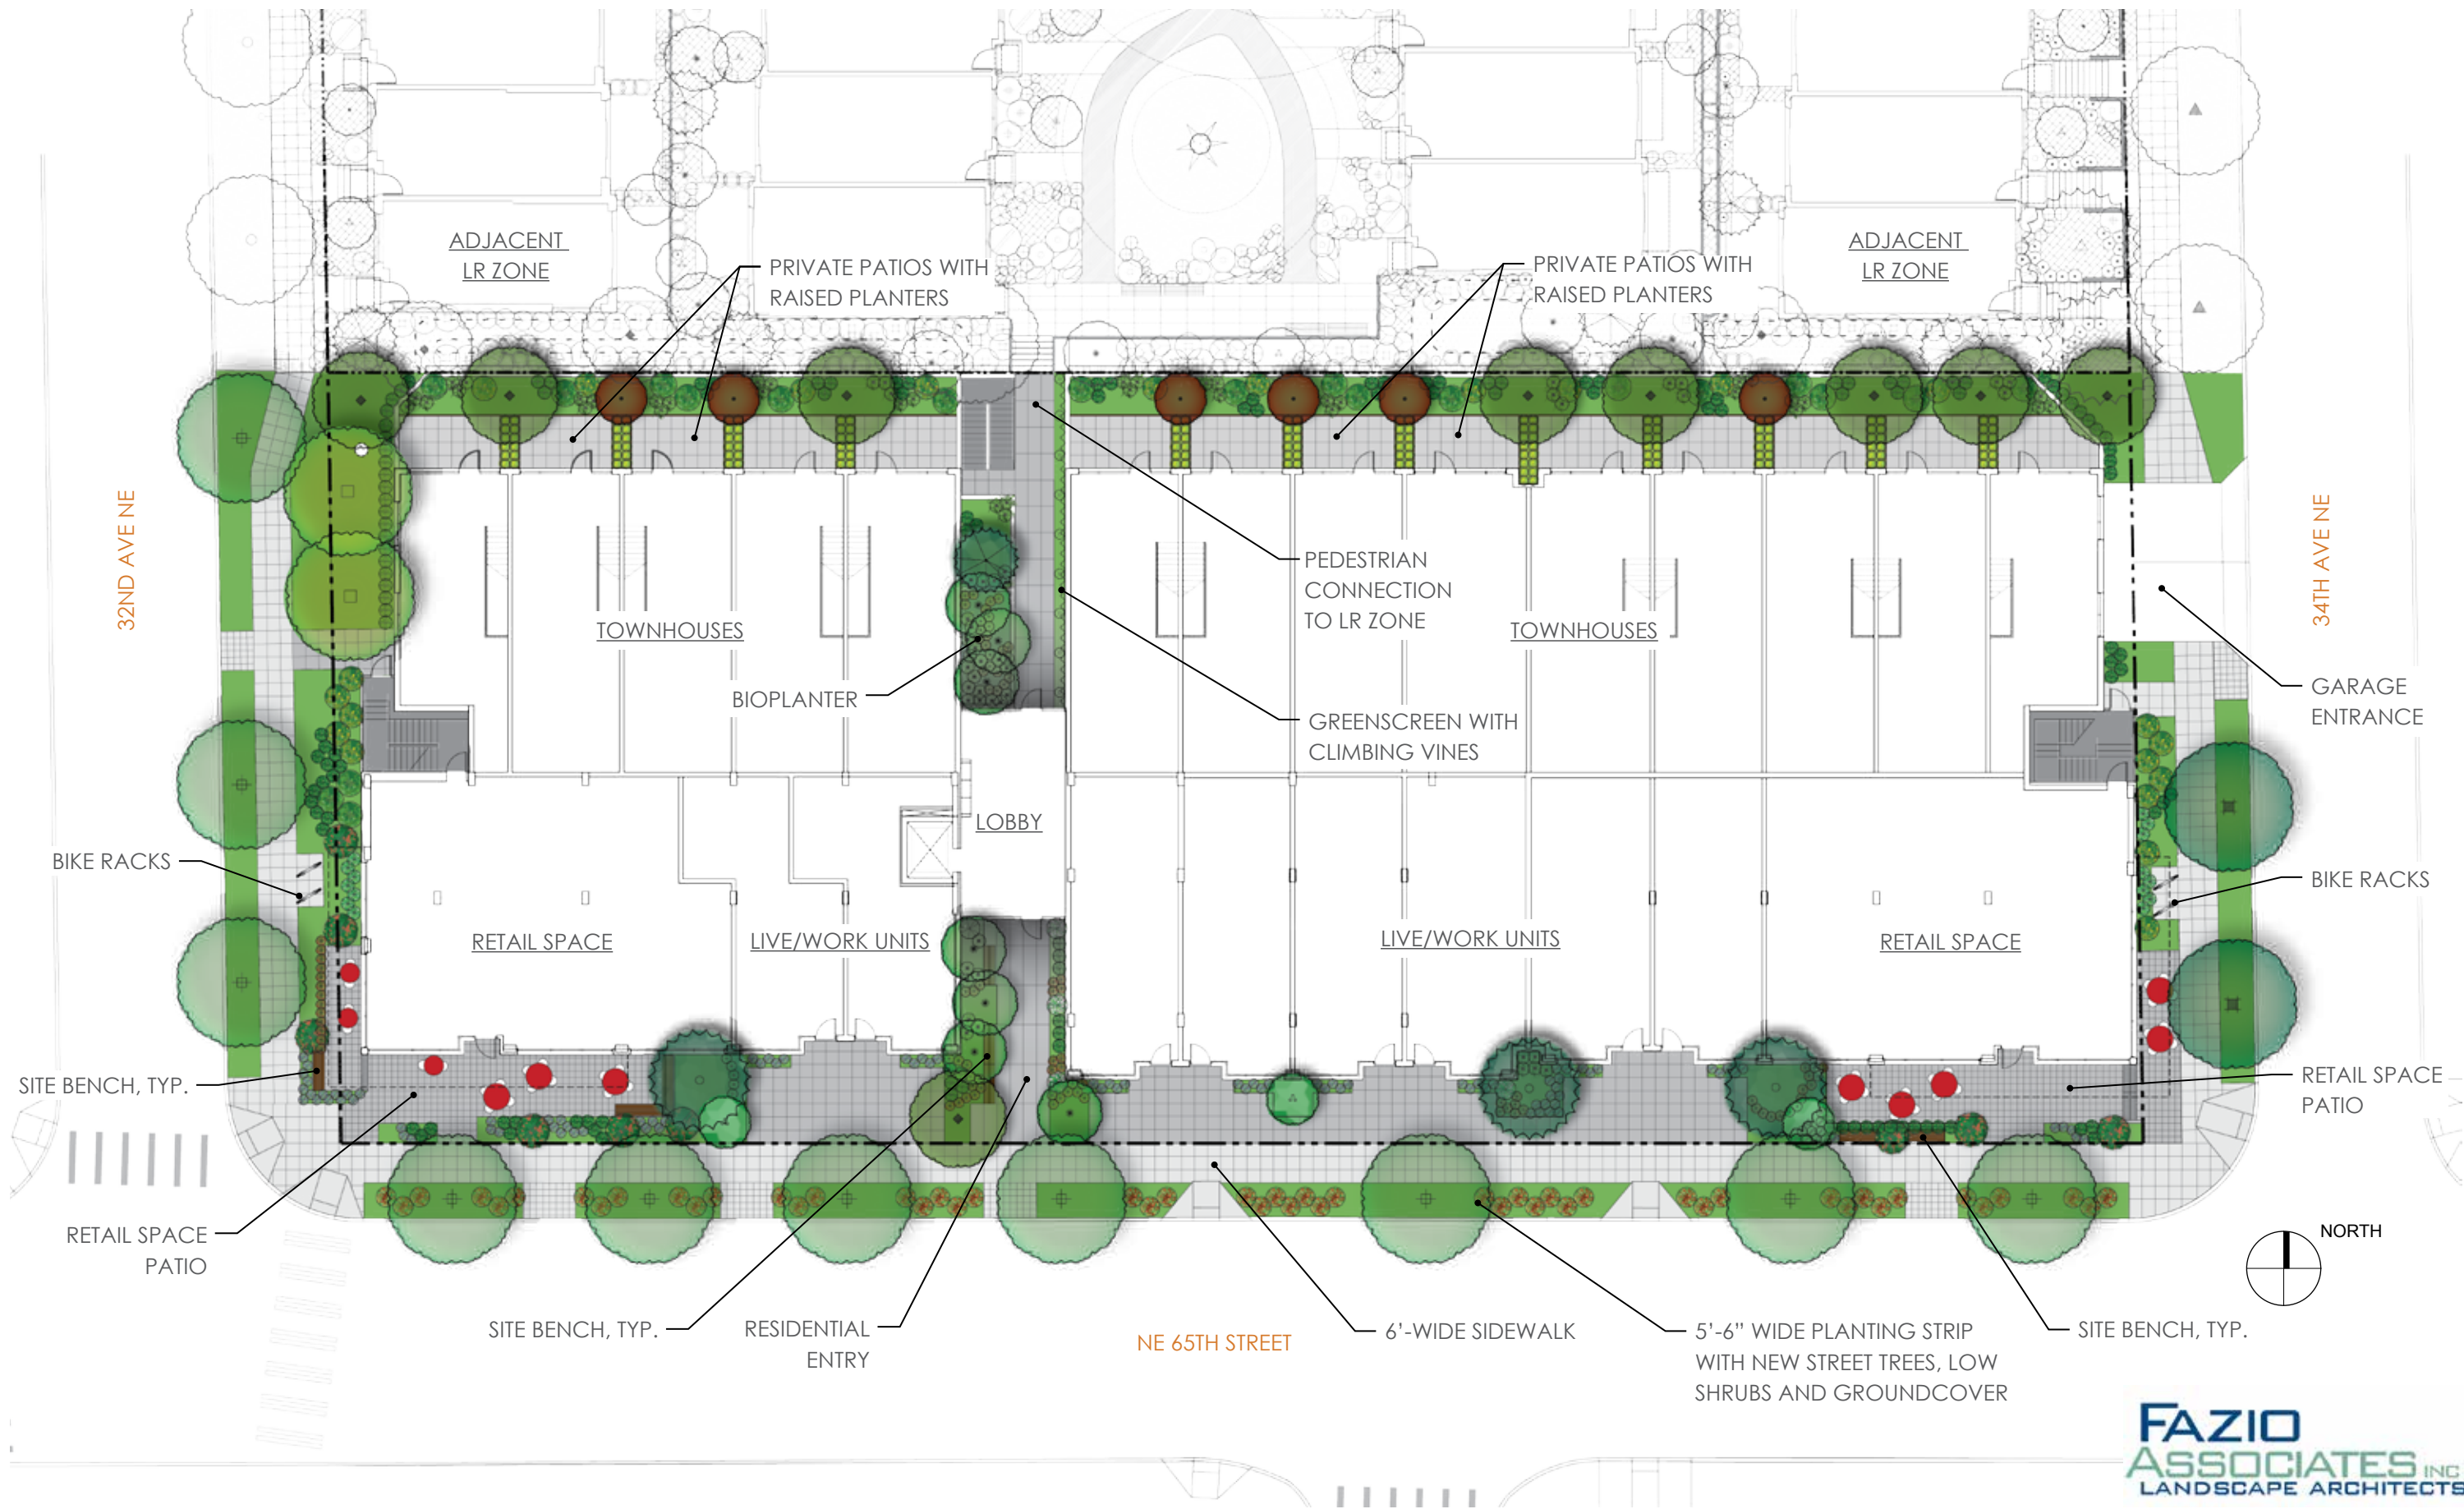 ADJACENT
LR ZONE
PRIVATE PATIOS WITH
RAISED PLANTERS
PRIVATE PATIOS WITH
RAISED PLANTERS
ADJACENT
LR ZONE
32ND AVE NE
34TH AVE NE
PEDESTRIAN
CONNECTION
TO LR ZONE
TOWNHOUSES
TOWNHOUSES
BIOPLANTER
GREENSCREEN WITH
CLIMBING VINES
GARAGE
ENTRANCE
LOBBY
BIKE RACKS
BIKE RACKS
RETAIL SPACE
LIVE/WORK UNITS
LIVE/WORK UNITS
RETAIL SPACE
SITE BENCH, TYP.
RETAIL SPACE
PATIO
RETAIL SPACE
PATIO
NORTH
SITE BENCH, TYP.
RESIDENTIAL
ENTRY
NE 65TH STREET
6'-WIDE SIDEWALK
5'-6” WIDE PLANTING STRIP
WITH NEW STREET TREES, LOW
SHRUBS AND GROUNDCOVER
SITE BENCH, TYP.
FAZIO
ASSOCIATES INC
LANDSCAPE ARCHITECTS